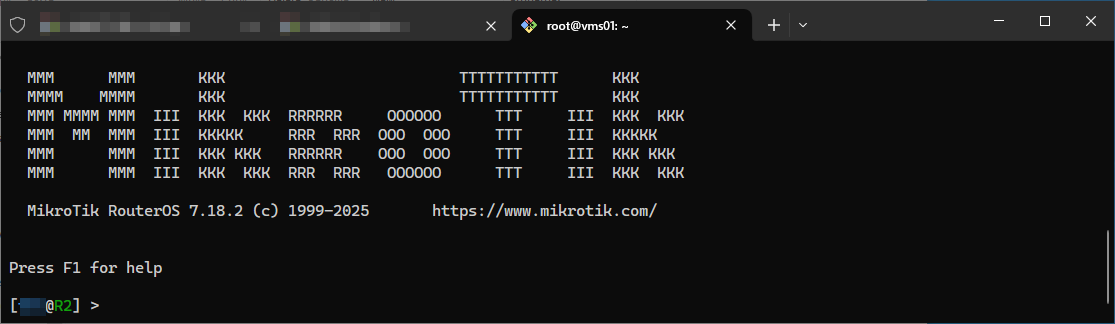 root@vms01: ~
MMM      MMM       KKK                          TTTTTTTTTTT      KKK
MMMM    MMMM       KKK                          TTTTTTTTTTT      KKK
MMM MMMM MMM  III  KKK  KKK  RRRRRR     OOOOOO      TTT     III  KKK  KKK
MMM  MM  MMM  III  KKKKK     RRR  RRR  OOO  OOO     TTT     III  KKKKK
MMM      MMM  III  KKK KKK   RRRRRR    OOO  OOO     TTT     III  KKK KKK
MMM      MMM  III  KKK  KKK  RRR  RRR   OOOOOO      TTT     III  KKK  KKK
MikroTik RouterOS 7.18.2 (c) 1999-2025       https://www.mikrotik.com/
Press F1 for help
[@R2] >